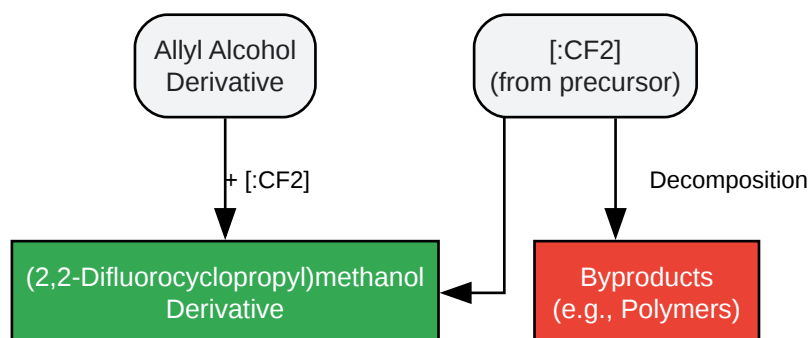 Allyl Alcohol
Derivative
[:CF2]
(from precursor)
+ [:CF2]
Decomposition
(2,2-Difluorocyclopropyl)methanol
Derivative
Byproducts
(e.g., Polymers)